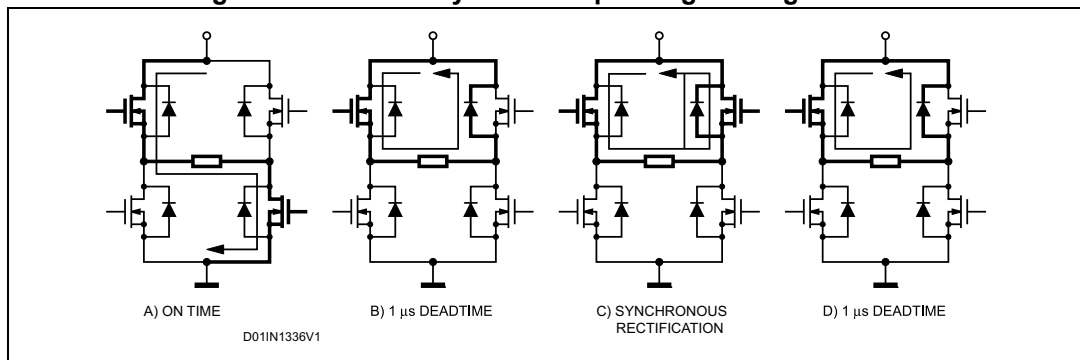 A) ON TIME
B) 1 μs DEADTIME
C) SYNCHRONOUS
RECTIFICATION
D) 1 μs DEADTIME
D01IN1336V1